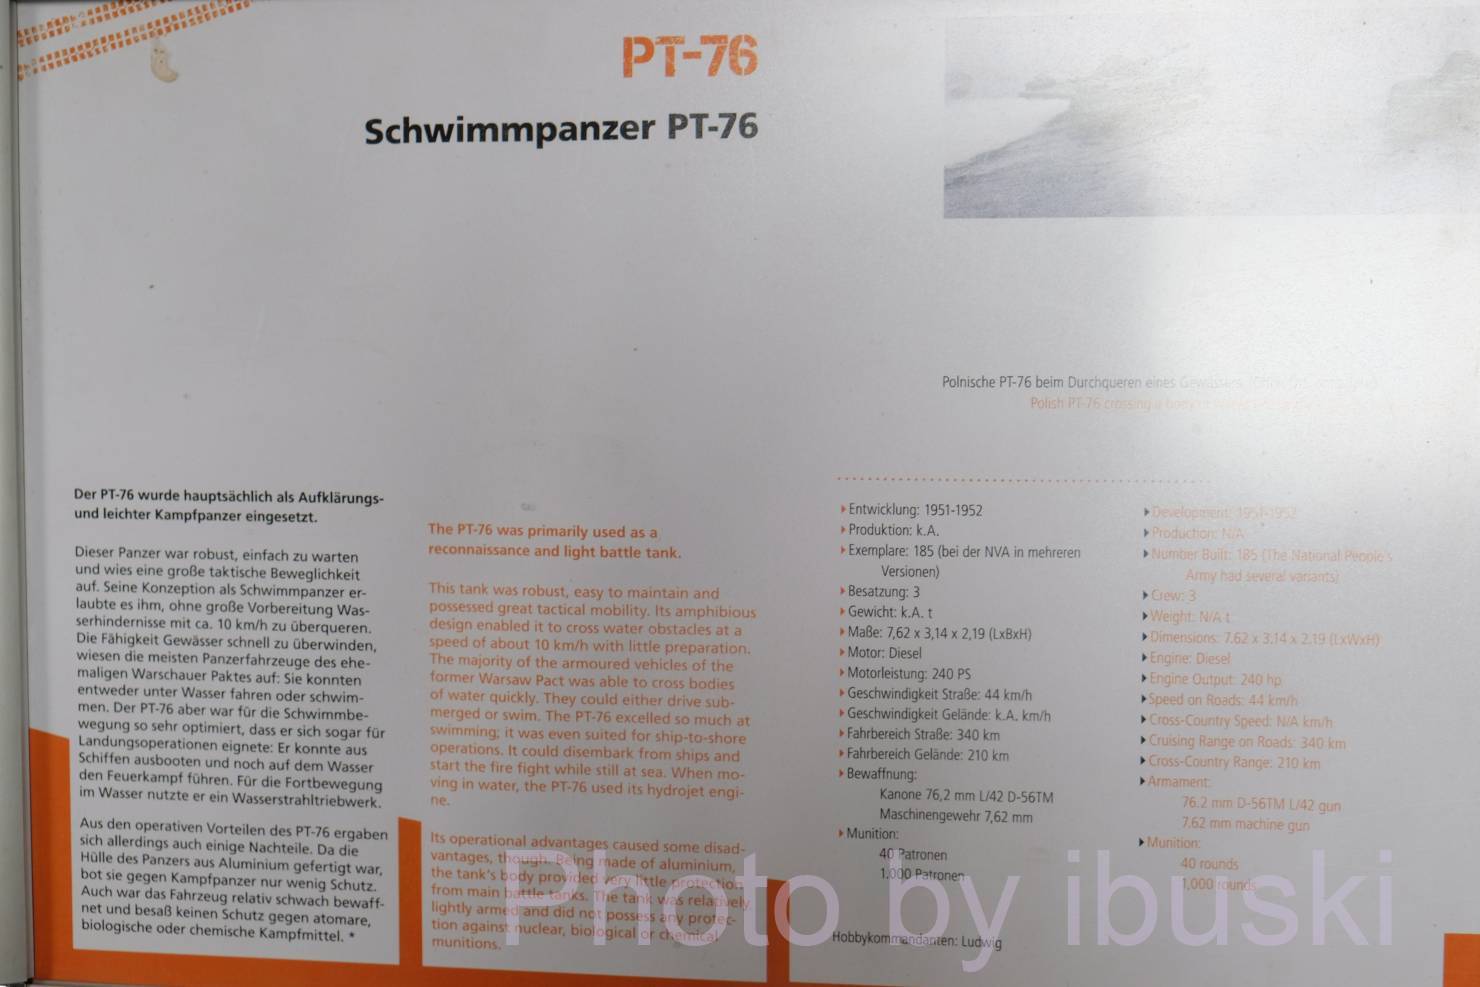 PT-76
Schwimmpanzer PT-76
Polnische PT-76 beim Durchqueren eines Gewässers
Polish PT-76 crossing a body
Der PT-76 wurde hauptsächlich als Aufklärungs-
und leichter Kampfpanzer eingesetzt.
Dieser Panzer war robust, einfach zu warten
und wies eine große taktische Beweglichkeit
auf. Seine Konzeption als Schwimmpanzer er-
laubte es ihm, ohne große Vorbereitung Was-
serhindernisse mit ca. 10 km/h zu überqueren.
Die Fähigkeit Gewässer schnell zu überwinden,
wiesen die meisten Panzerfahrzeuge des ehe-
maligen Warschauer Paktes auf: Sie konnten
entweder unter Wasser fahren oder schwim-
men. Der PT-76 aber war für die Schwimmbe-
wegung so sehr optimiert, dass er sich sogar für
Landungsoperationen eignete: Er konnte aus
Schiffen ausbooten und noch auf dem Wasser
den Feuerkampf führen. Für die Fortbewegung
im Wasser nutzte er ein Wasserstrahltriebwerk.
Aus den operativen Vorteilen des PT-76 ergaben
sich allerdings auch einige Nachteile. Da die
Hülle des Panzers aus Aluminium gefertigt war,
bot sie gegen Kampfpanzer nur wenig Schutz.
Auch war das Fahrzeug relativ schwach bewaff-
net und besaß keinen Schutz gegen atomare,
biologische oder chemische Kampfmittel. *
The PT-76 was primarily used as a
reconnaissance and light battle tank.
This tank was robust, easy to maintain and
possessed great tactical mobility. Its amphibious
design enabled it to cross water obstacles at a
speed of about 10 km/h with little preparation.
The majority of the armoured vehicles of the
former Warsaw Pact was able to cross bodies
of water quickly. They could either drive sub-
merged or swim. The PT-76 excelled so much at
swimming; it was even suited for ship-to-shore
operations. It could disembark from ships and
start the fire fight while still at sea. When mo-
ving in water, the PT-76 used its hydrojet engi-
ne.
Its operational advantages caused some disad-
vantages, though. Being made of aluminium,
the tank's body provided very little protection
from main battle tanks. The tank was relatively
lightly armed and did not possess any protec-
tion against nuclear, biological or chemical
munitions.
Entwicklung: 1951-1952
Produktion: k.A.
Exemplare: 185 (bei der NVA in mehreren
Versionen)
Besatzung: 3
Gewicht: k.A. t
Maße: 7,62 x 3,14 x 2,19 (LxBxH)
Motor: Diesel
Motorleistung: 240 PS
Geschwindigkeit Straße: 44 km/h
Geschwindigkeit Gelände: k.A. km/h
Fahrbereich Straße: 340 km
Fahrbereich Gelände: 210 km
Bewaffnung:
Kanone 76,2 mm L/42 D-56TM
Maschinengewehr 7,62 mm
Munition:
40 Patronen
1.000 Patronen
Hobbykommandanten: Ludwig
Development: 1951-1952
Production: N/A
Number Built: 185 (The National People's
Army had several variants)
Crew: 3
Weight: N/A t
Dimensions: 7.62 x 3.14 x 2.19 (LxWxH)
Engine: Diesel
Engine Output: 240 hp
Speed on Roads: 44 km/h
Cross-Country Speed: N/A km/h
Cruising Range on Roads: 340 km
Cross-Country Range: 210 km
Armament:
76.2 mm D-56TM L/42 gun
7.62 mm machine gun
Munition:
40 rounds
1,000 rounds
Photo by ibuski